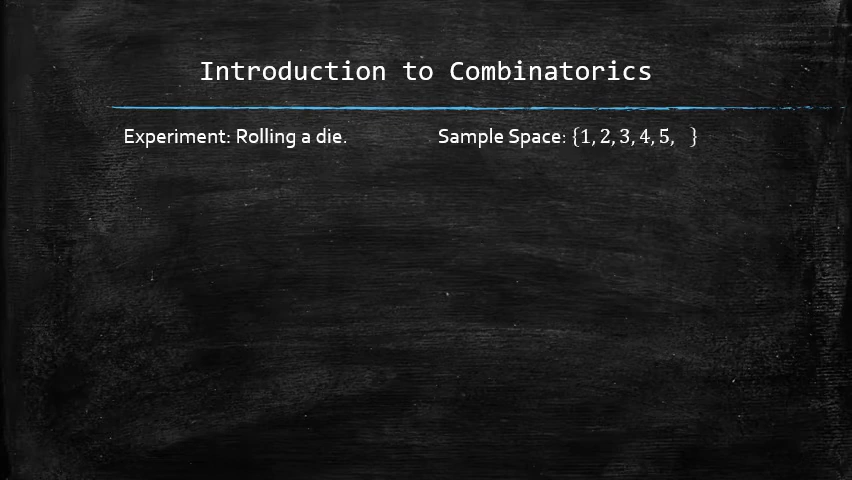 Introduction to Combinatorics
Experiment: Rolling a die. Sample Space: {1, 2, 3, 4, 5,  }